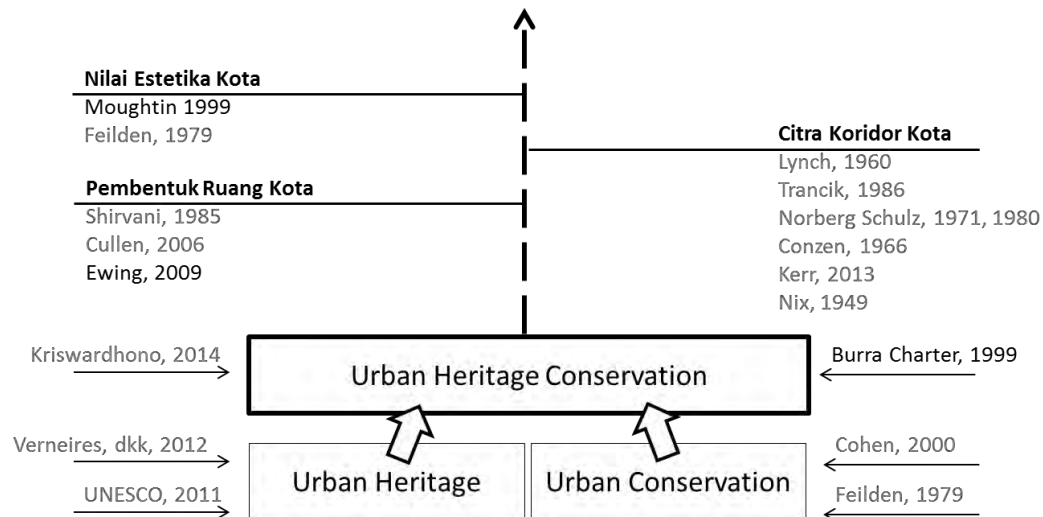 Nilai Estetika Kota
Moughtin 1999
Feilden, 1979
Citra Koridor Kota
Lynch, 1960
Trancik, 1986
Norberg Schulz, 1971, 1980
Conzen, 1966
Kerr, 2013
Nix, 1949
Pembentuk Ruang Kota
Shirvani, 1985
Cullen, 2006
Ewing, 2009
Kriswardhono, 2014
Urban Heritage Conservation
Burra Charter, 1999
Verneires, dkk, 2012
UNESCO, 2011
Urban Heritage
Urban Conservation
Cohen, 2000
Feilden, 1979